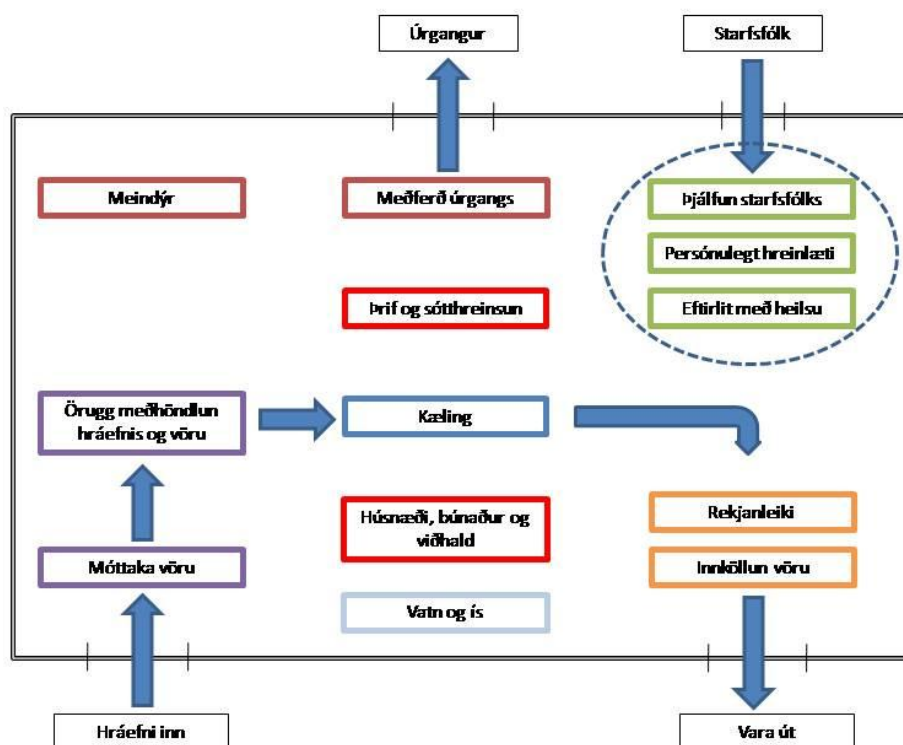 Úrgangur
Starfsfólk
Meindýr
Meðferð úrgangs
Þjálfun starfsfólks
Persónulegt hreinlæti
Þrif og sótthreinsun
Eftirlit með heilsu
Örugg meðhöndlun
hráefnis og vöru
Kæling
Húsnæði, búnaður og
viðhald
Rekjanleiki
Móttaka vöru
Innköllun vöru
Vatn og ís
Hráefni inn
Vara út